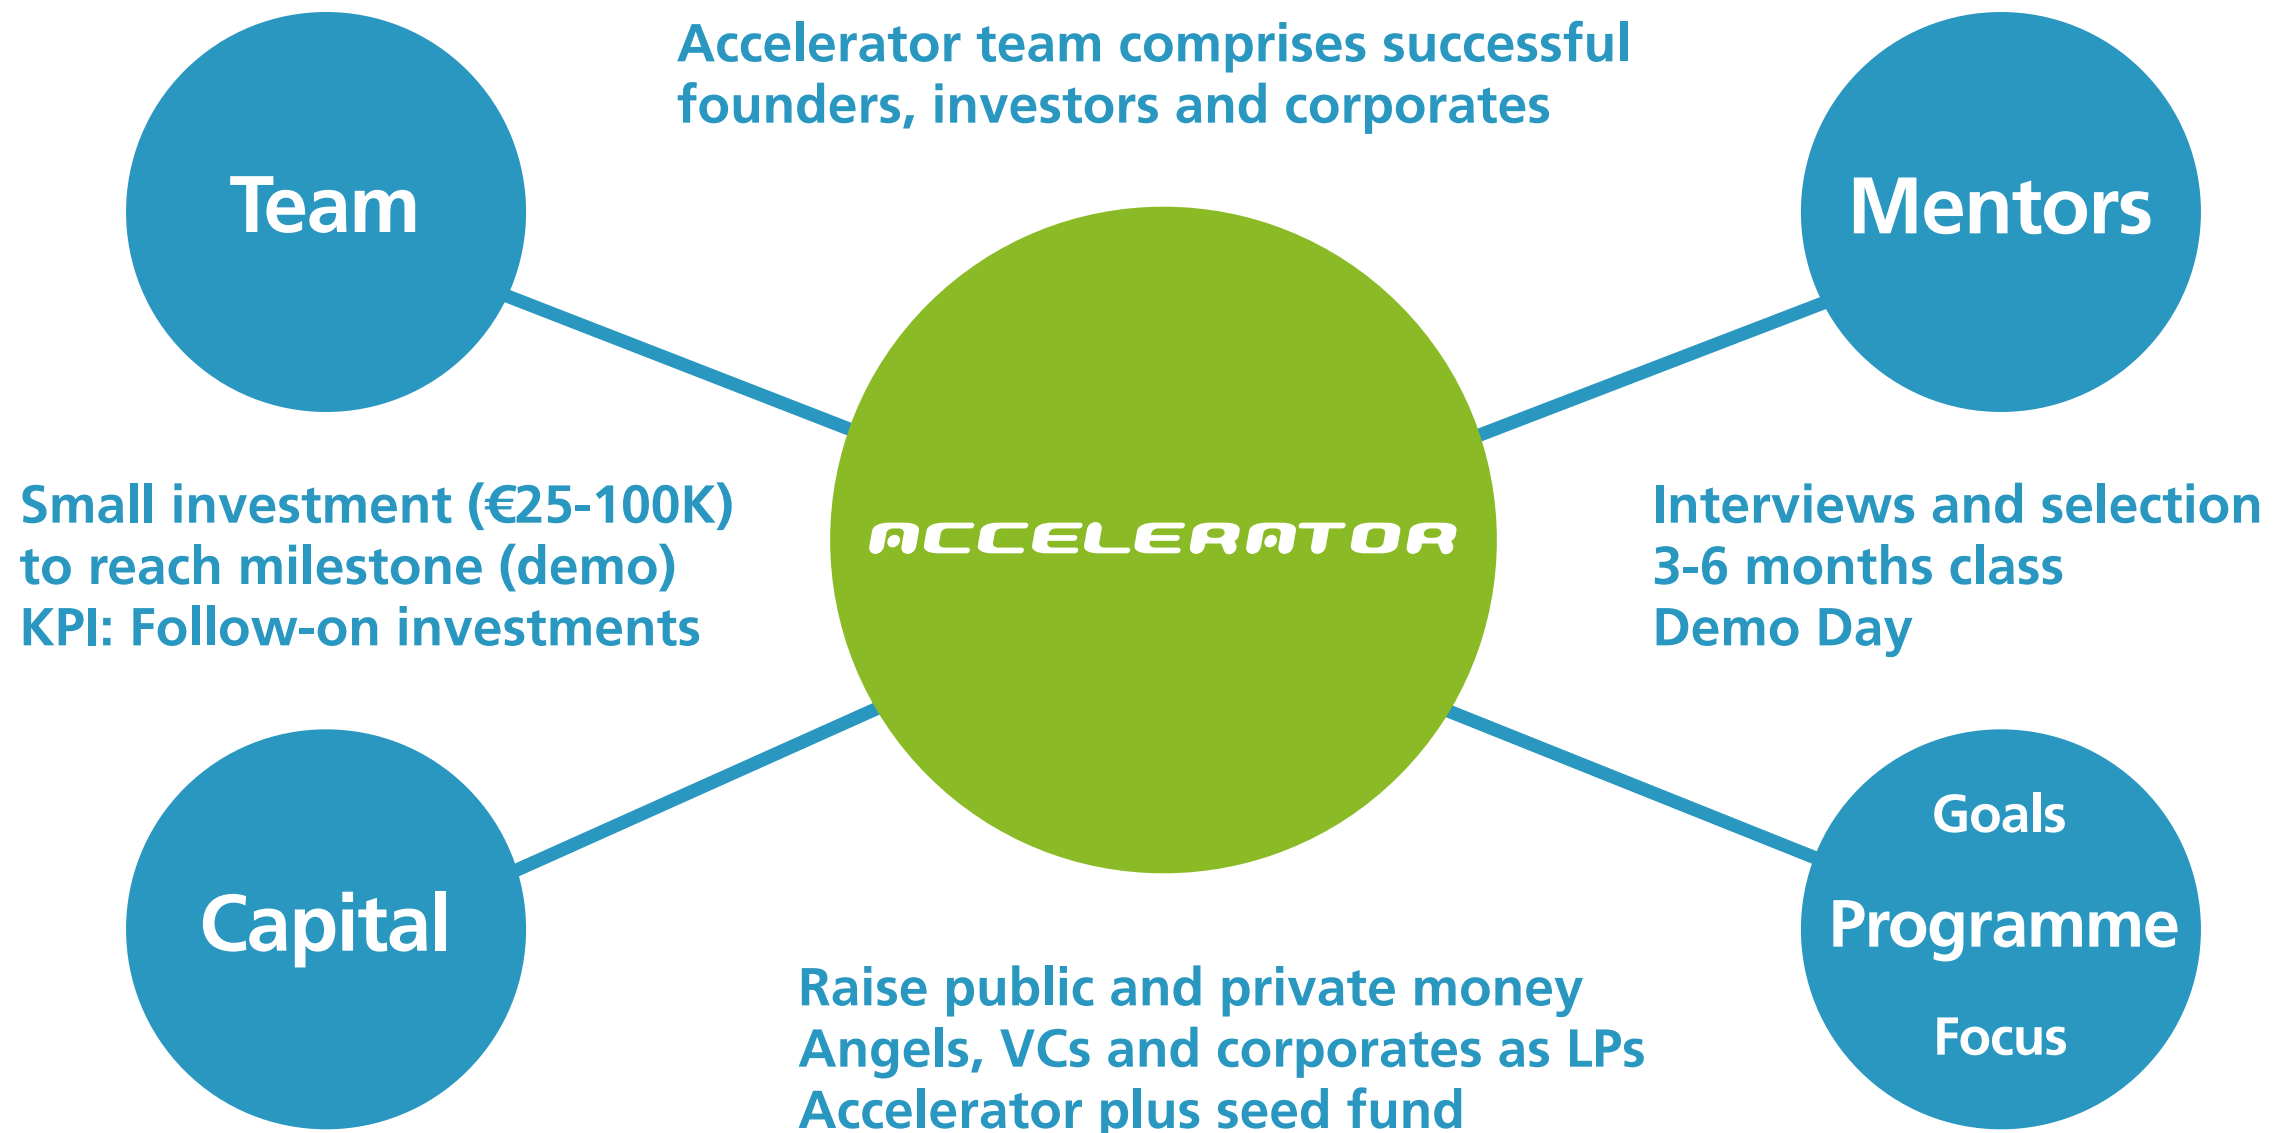 Accelerator team comprises successful
founders, investors and corporates
Team
Mentors
Small investment (€25-100K)
to reach milestone (demo)
KPI: Follow-on investments
ACCELERATOR
Interviews and selection
3-6 months class
Demo Day
Capital
Goals
Programme
Focus
Raise public and private money
Angels, VCs and corporates as LPs
Accelerator plus seed fund